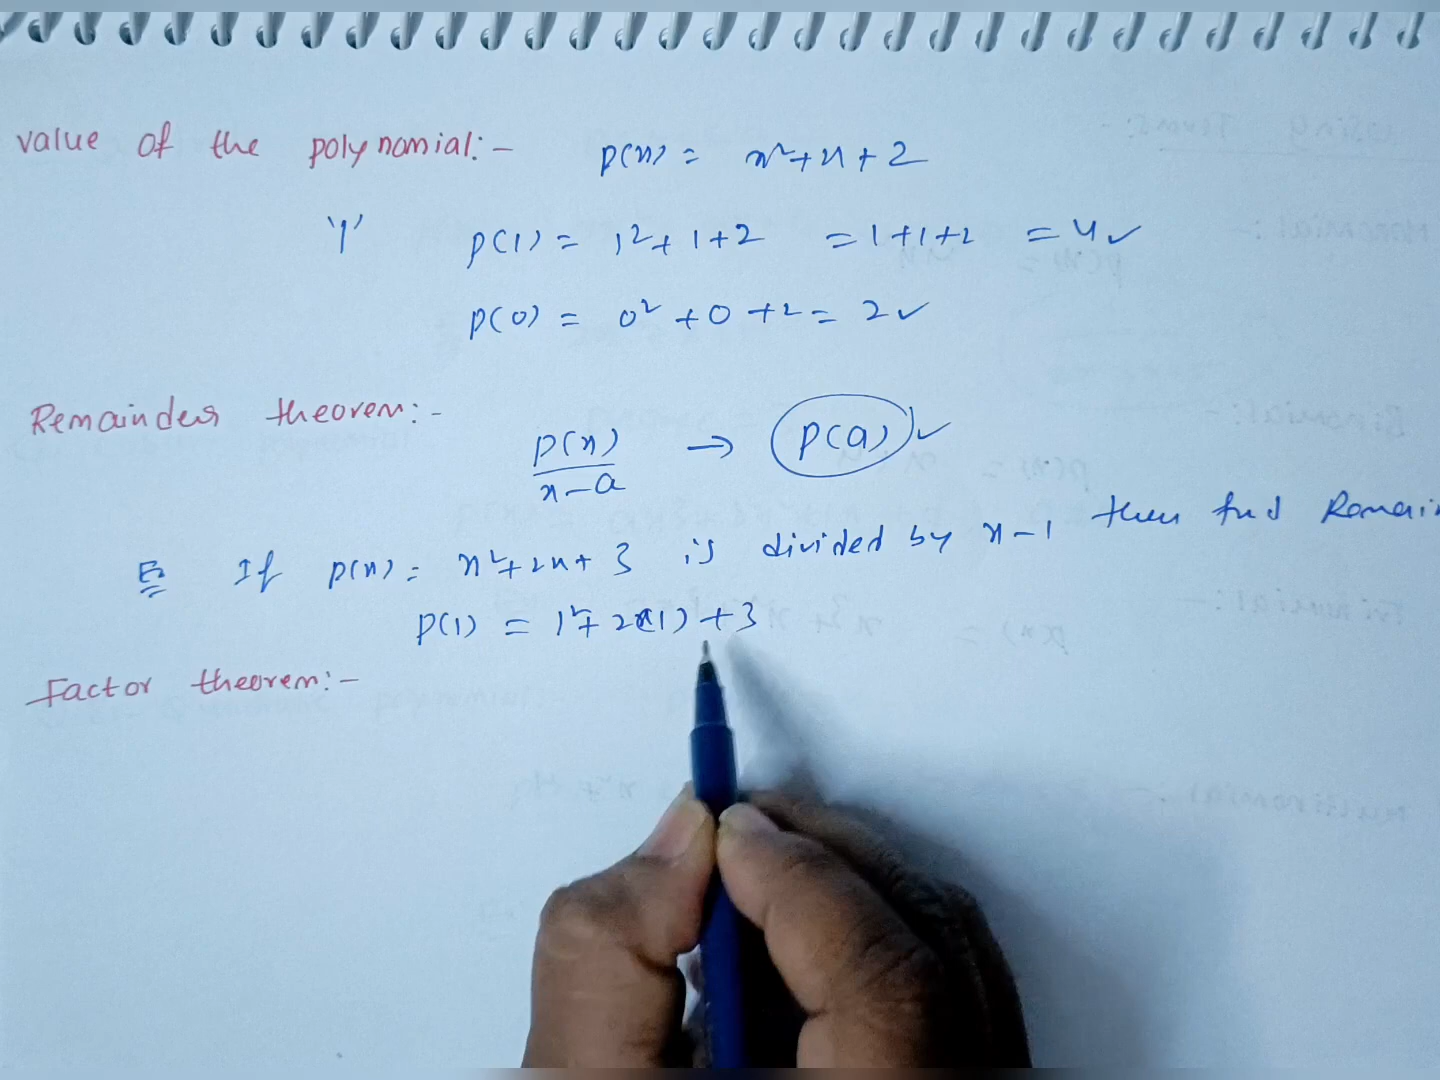 value of the polynomial:- p(x) = x²+x+2
'1' p(1) = 1²+1+2 = 1+1+2 = 4✓
p(0) = 0²+0+2 = 2✓
Remainder theorem:-
p(x)/x-a → p(a) ✓
Ex If p(x) = x²+2x+3 is divided by x-1 then find Remain
p(1) = 1²+2(1)+3
Factor theorem:-